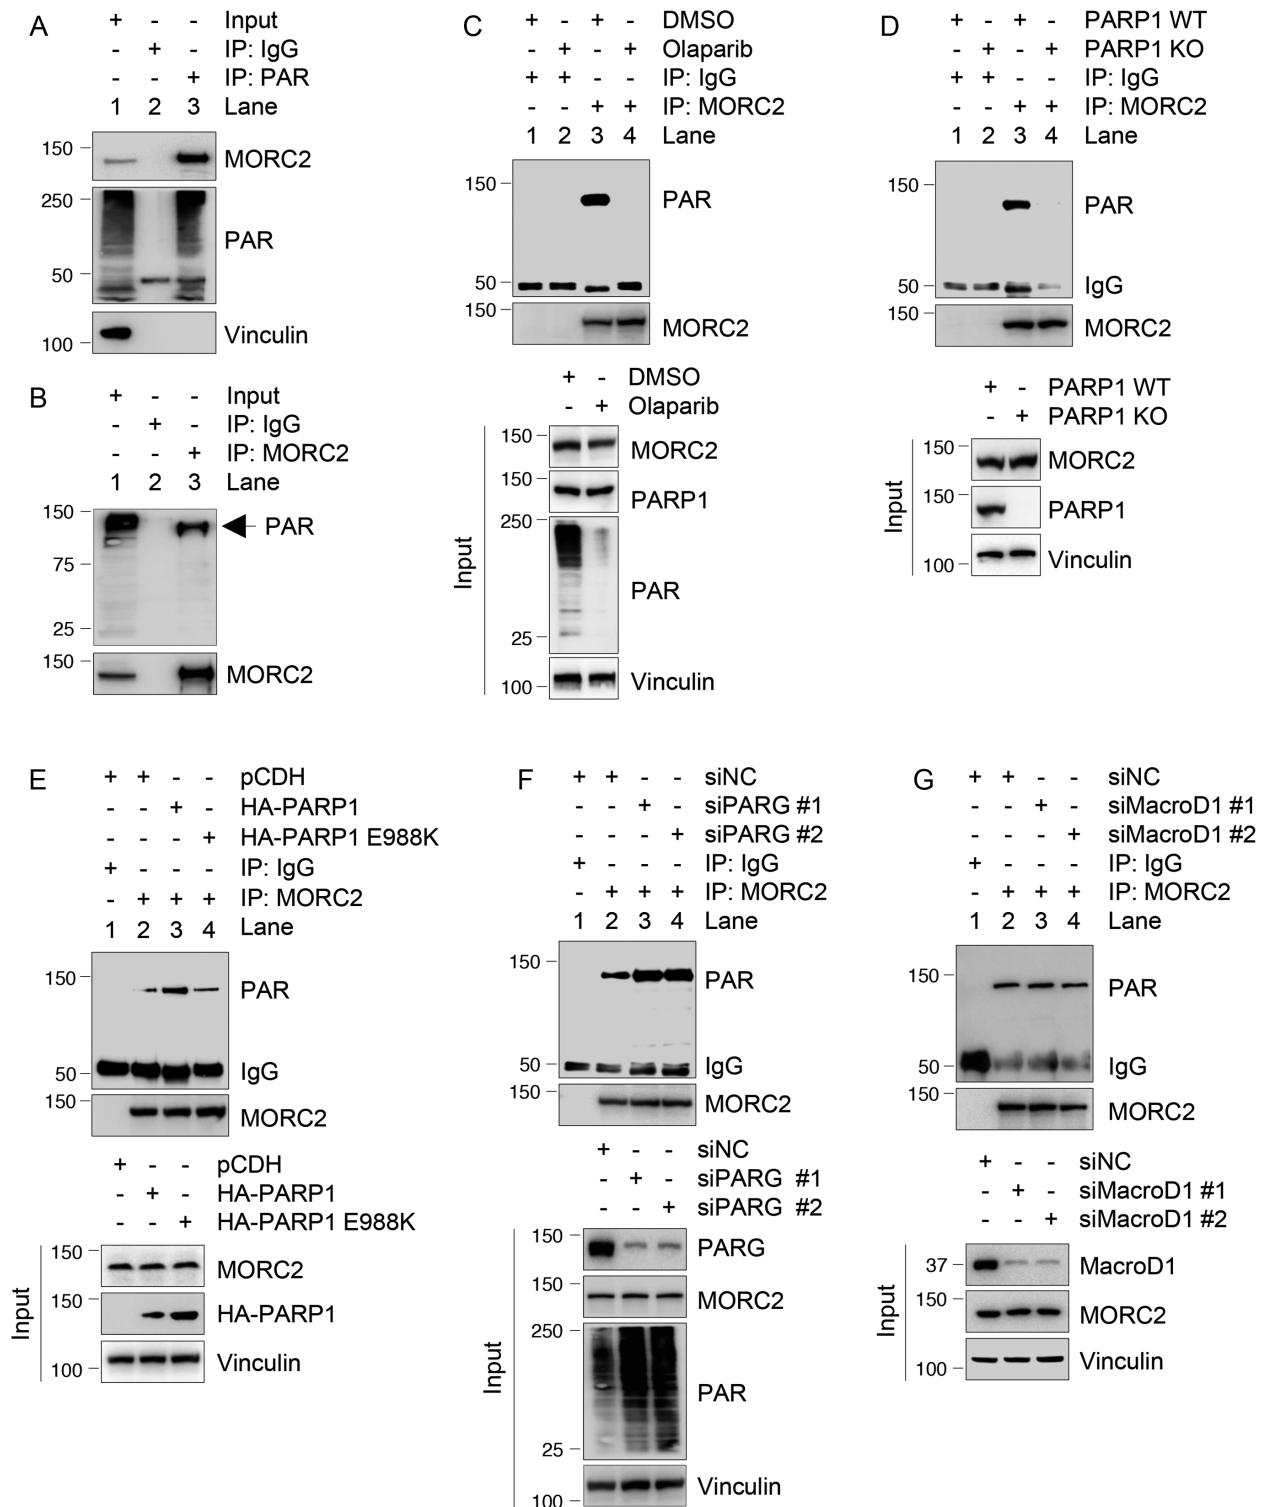 A
+ - - Input
- + - IP: IgG
- - + IP: PAR
1 2 3 Lane
150
MORC2
250
PAR
50
Vinculin
100
B
+ - - Input
- + - IP: IgG
- - + IP: MORC2
1 2 3 Lane
150
PAR
75
25
150
MORC2
C
+ - + - DMSO
- + - + Olaparib
+ + - - IP: IgG
- - + + IP: MORC2
1 2 3 4 Lane
150
PAR
50
150
MORC2
+ - DMSO
- + Olaparib
Input
150
MORC2
150
PARP1
250
PAR
25
Vinculin
100
D
+ - + - PARP1 WT
- + - + PARP1 KO
+ + - - IP: IgG
- - + + IP: MORC2
1 2 3 4 Lane
150
PAR
50 IgG
150
MORC2
+ - PARP1 WT
- + PARP1 KO
Input
150
MORC2
150
PARP1
Vinculin
100
E
+ + - - pCDH
- - + - HA-PARP1
- - - + HA-PARP1 E988K
+ - - - IP: IgG
- + + + IP: MORC2
1 2 3 4 Lane
150
PAR
50 IgG
150
MORC2
+ - - pCDH
- + - HA-PARP1
- - + HA-PARP1 E988K
Input
150
MORC2
150
HA-PARP1
Vinculin
100
F
+ + - - siNC
- - + - siPARG #1
- - - + siPARG #2
+ - - - IP: IgG
- + + + IP: MORC2
1 2 3 4 Lane
150
PAR
50 IgG
150
MORC2
+ - - siNC
- + - siPARG #1
- - + siPARG #2
Input
150
PARG
150
MORC2
250
PAR
25
Vinculin
100
G
+ + - - siNC
- - + - siMacroD1 #1
- - - + siMacroD1 #2
+ - - - IP: IgG
- + + + IP: MORC2
1 2 3 4 Lane
150
PAR
50 IgG
150
MORC2
+ - - siNC
- + - siMacroD1 #1
- - + siMacroD1 #2
Input
37 MacroD1
150
MORC2
Vinculin
100